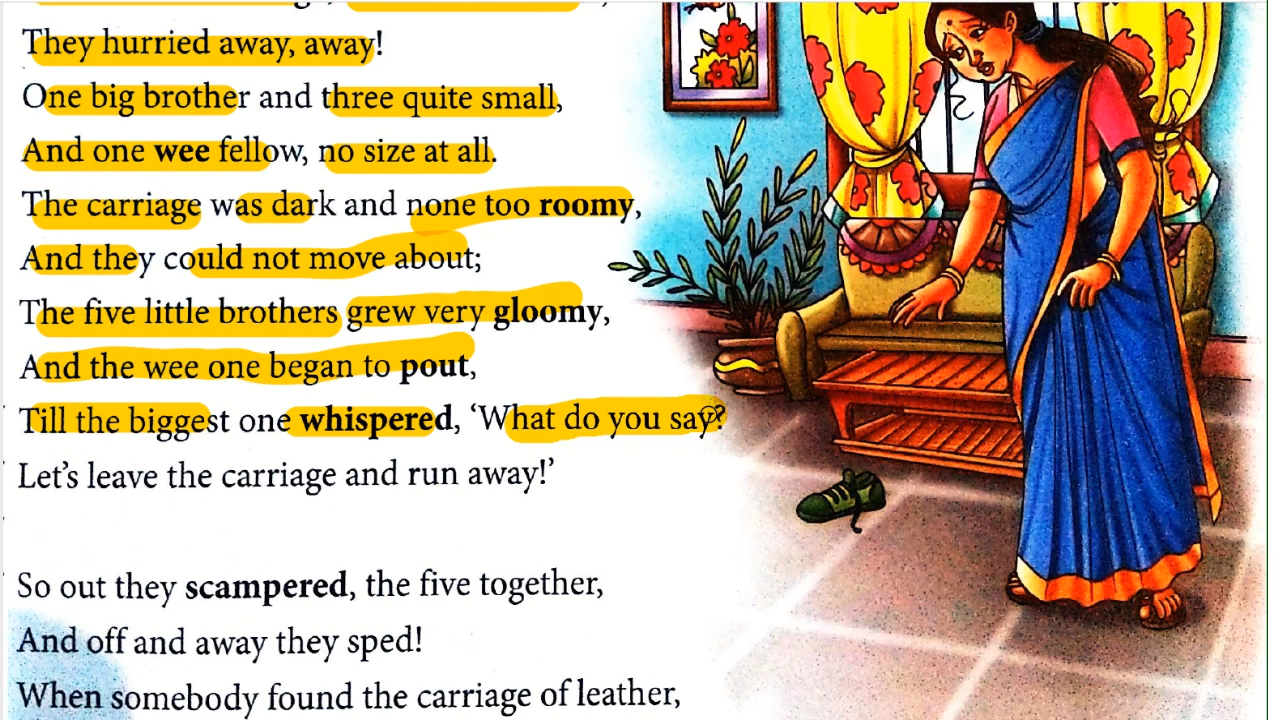 They hurried away, away!
One big brother and three quite small,
And one wee fellow, no size at all.
The carriage was dark and none too roomy,
And they could not move about;
The five little brothers grew very gloomy,
And the wee one began to pout,
Till the biggest one whispered, ‘What do you say?
Let’s leave the carriage and run away!’
So out they scampered, the five together,
And off and away they sped!
When somebody found the carriage of leather,